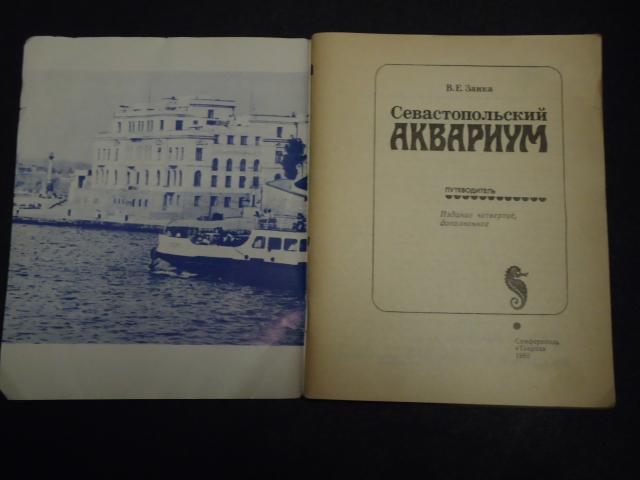 В. Е. Заика
Севастопольский
АКВАРИУМ
ПУТЕВОДИТЕЛЬ
Издание четвертое,
дополненное
Симферополь
«Таврия»